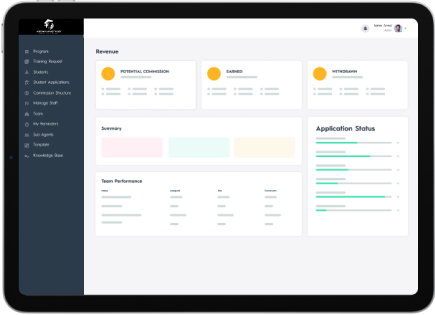 Program
Training Request
Students
Student Applications
Commission Structure
Manage Staff
Team
My Reminders
Sub Agents
Template
Knowledge Base
Revenue
POTENTIAL COMMISSION
EARNED
WITHDRAWN
Summary
Application Status
Team Performance